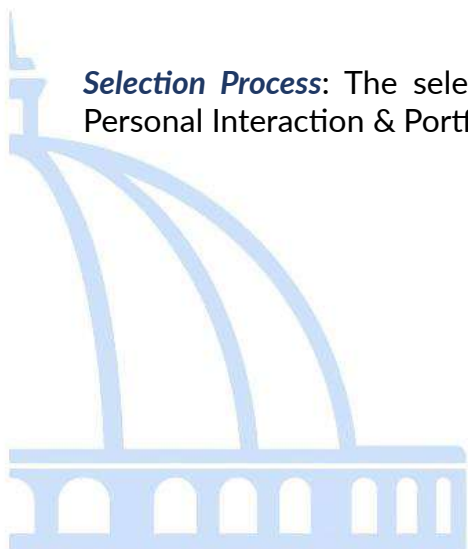 Selection Process: The sele
Personal Interaction & Portf